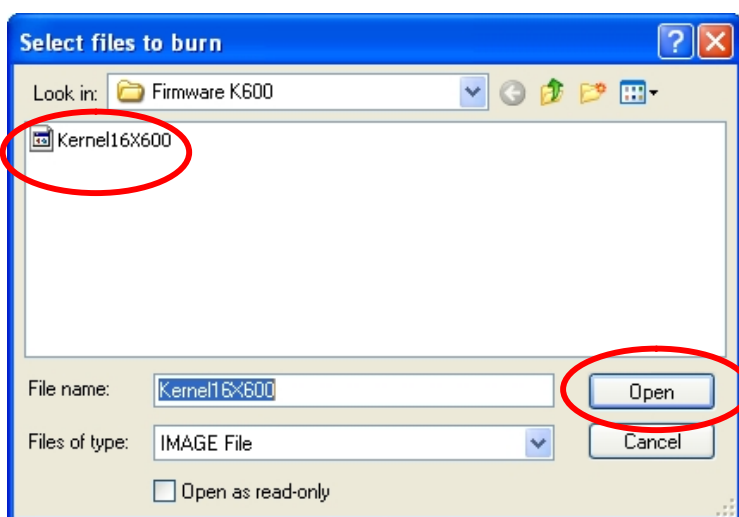 Select files to burn
Look in: Firmware K600
Kernel16X600
File name: Kernel16X600 Open
Files of type: IMAGE File Cancel
Open as read-only